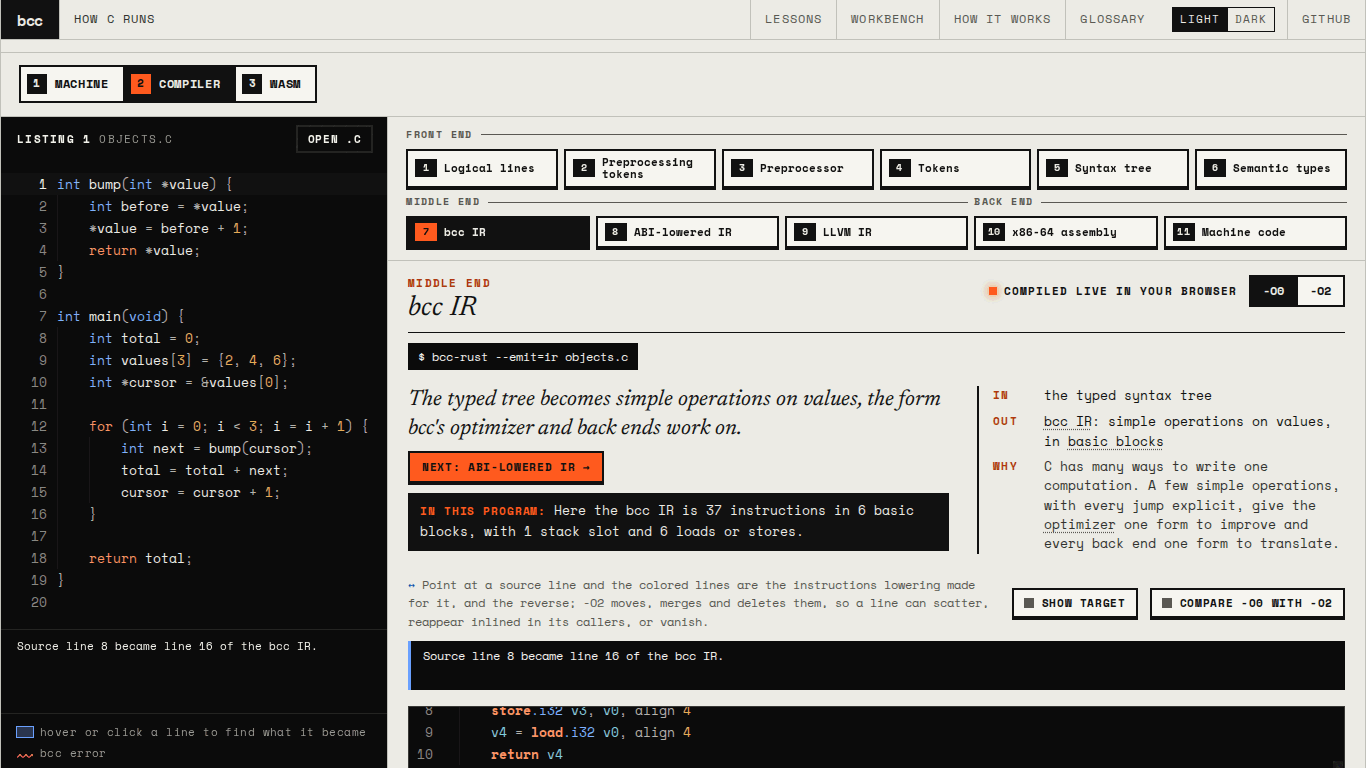 bcc HOW C RUNS LESSONS WORKBENCH HOW IT WORKS GLOSSARY LIGHT DARK GITHUB
1 MACHINE 2 COMPILER 3 WASM
LISTING 1 OBJECTS.C OPEN .C
1 int bump(int *value) {
2 int before = *value;
3 *value = before + 1;
4 return *value;
5 }
6
7 int main(void) {
8 int total = 0;
9 int values[3] = {2, 4, 6};
10 int *cursor = &values[0];
11
12 for (int i = 0; i < 3; i = i + 1) {
13 int next = bump(cursor);
14 total = total + next;
15 cursor = cursor + 1;
16 }
17
18 return total;
19 }
20
Source line 8 became line 16 of the bcc IR.
hover or click a line to find what it became
bcc error
FRONT END
1 Logical lines
2 Preprocessing
tokens
3 Preprocessor
4 Tokens
5 Syntax tree
6 Semantic types
MIDDLE END
7 bcc IR
8 ABI-lowered IR
9 LLVM IR
BACK END
10 x86-64 assembly
11 Machine code
MIDDLE END
bcc IR
COMPILED LIVE IN YOUR BROWSER -O0 -O2
$ bcc-rust --emit=ir objects.c
The typed tree becomes simple operations on values, the form
bcc's optimizer and back ends work on.
NEXT: ABI-LOWERED IR →
IN THIS PROGRAM: Here the bcc IR is 37 instructions in 6 basic
blocks, with 1 stack slot and 6 loads or stores.
IN the typed syntax tree
OUT bcc IR: simple operations on values,
in basic blocks
WHY C has many ways to write one
computation. A few simple operations,
with every jump explicit, give the
optimizer one form to improve and
every back end one form to translate.
↔ Point at a source line and the colored lines are the instructions lowering made
for it, and the reverse; -O2 moves, merges and deletes them, so a line can scatter,
reappear inlined in its callers, or vanish.
SHOW TARGET
COMPARE -O0 WITH -O2
Source line 8 became line 16 of the bcc IR.
8 store.i32 v3, v0, align 4
9 v4 = load.i32 v0, align 4
10 return v4